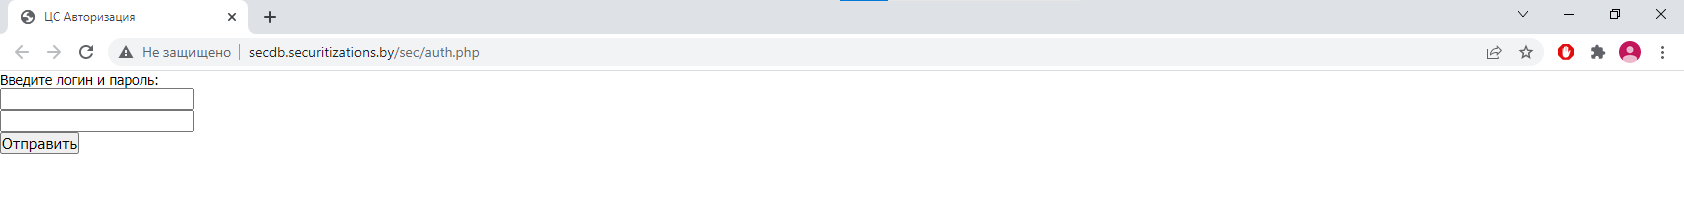 ЦС Авторизация
Не защищено secdb.securitizations.by/sec/auth.php
Введите логин и пароль:
Отправить